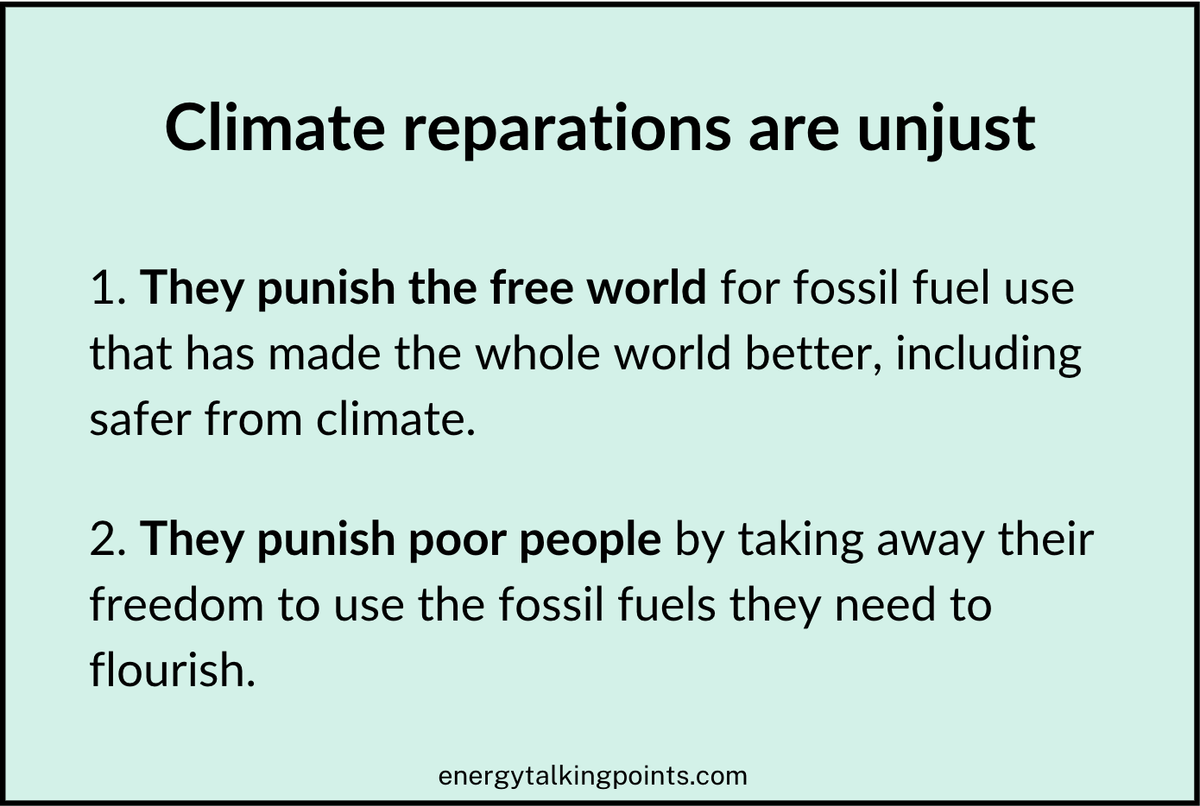 Climate reparations are unjust
1. They punish the free world for fossil fuel use
that has made the whole world better, including
safer from climate.
2. They punish poor people by taking away their
freedom to use the fossil fuels they need to
flourish.
energytalkingpoints.com